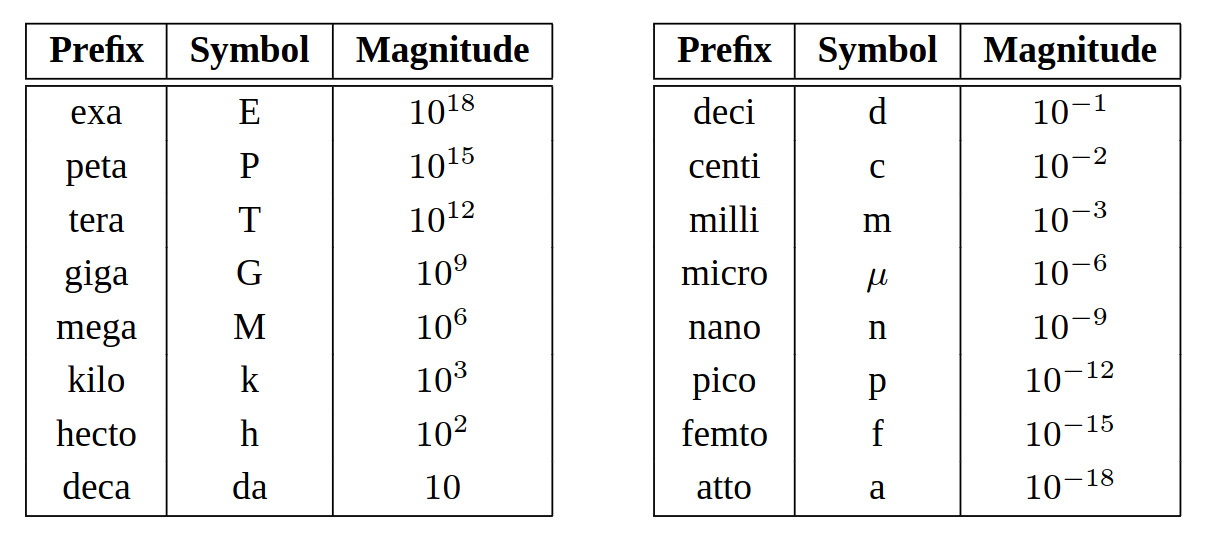 Prefix Symbol Magnitude
exa E 10^18
peta P 10^15
tera T 10^12
giga G 10^9
mega M 10^6
kilo k 10^3
hecto h 10^2
deca da 10
Prefix Symbol Magnitude
deci d 10^−1
centi c 10^−2
milli m 10^−3
micro μ 10^−6
nano n 10^−9
pico p 10^−12
femto f 10^−15
atto a 10^−18